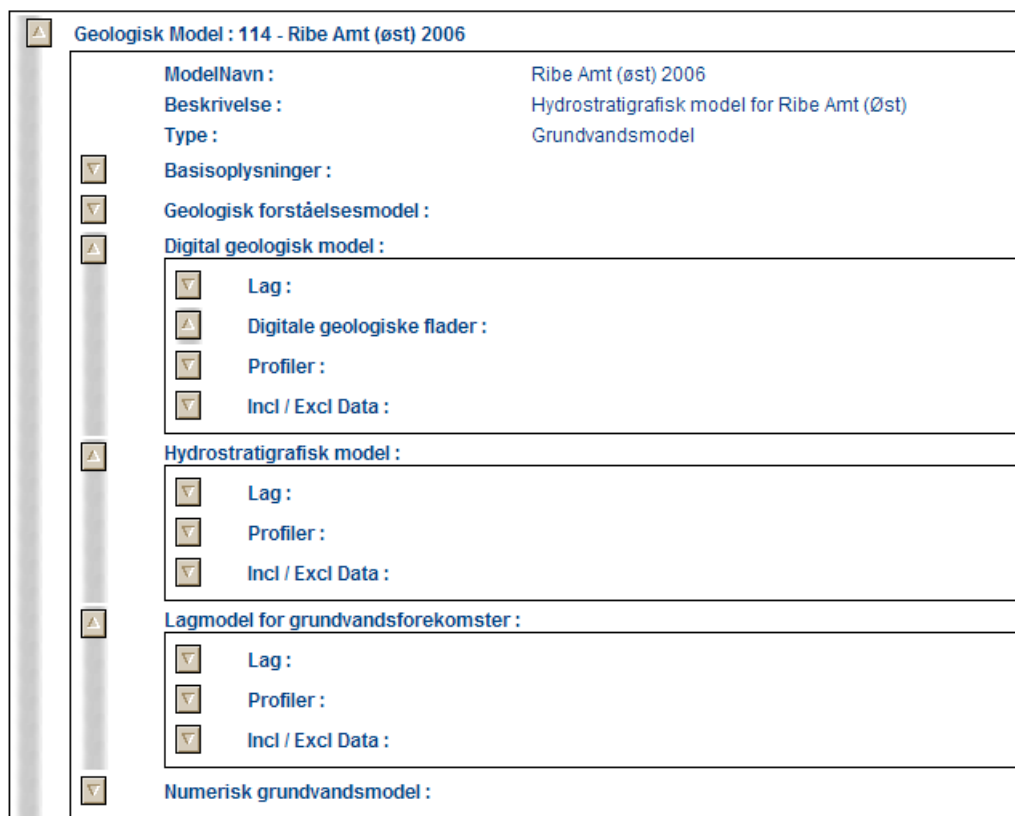 Geologisk Model : 114 - Ribe Amt (øst) 2006
ModelNavn : Ribe Amt (øst) 2006
Beskrivelse : Hydrostratigrafisk model for Ribe Amt (Øst)
Type : Grundvandsmodel
Basisoplysninger :
Geologisk forståelsesmodel :
Digital geologisk model :
Lag :
Digitale geologiske flader :
Profiler :
Incl / Excl Data :
Hydrostratigrafisk model :
Lag :
Profiler :
Incl / Excl Data :
Lagmodel for grundvandsforekomster :
Lag :
Profiler :
Incl / Excl Data :
Numerisk grundvandsmodel :